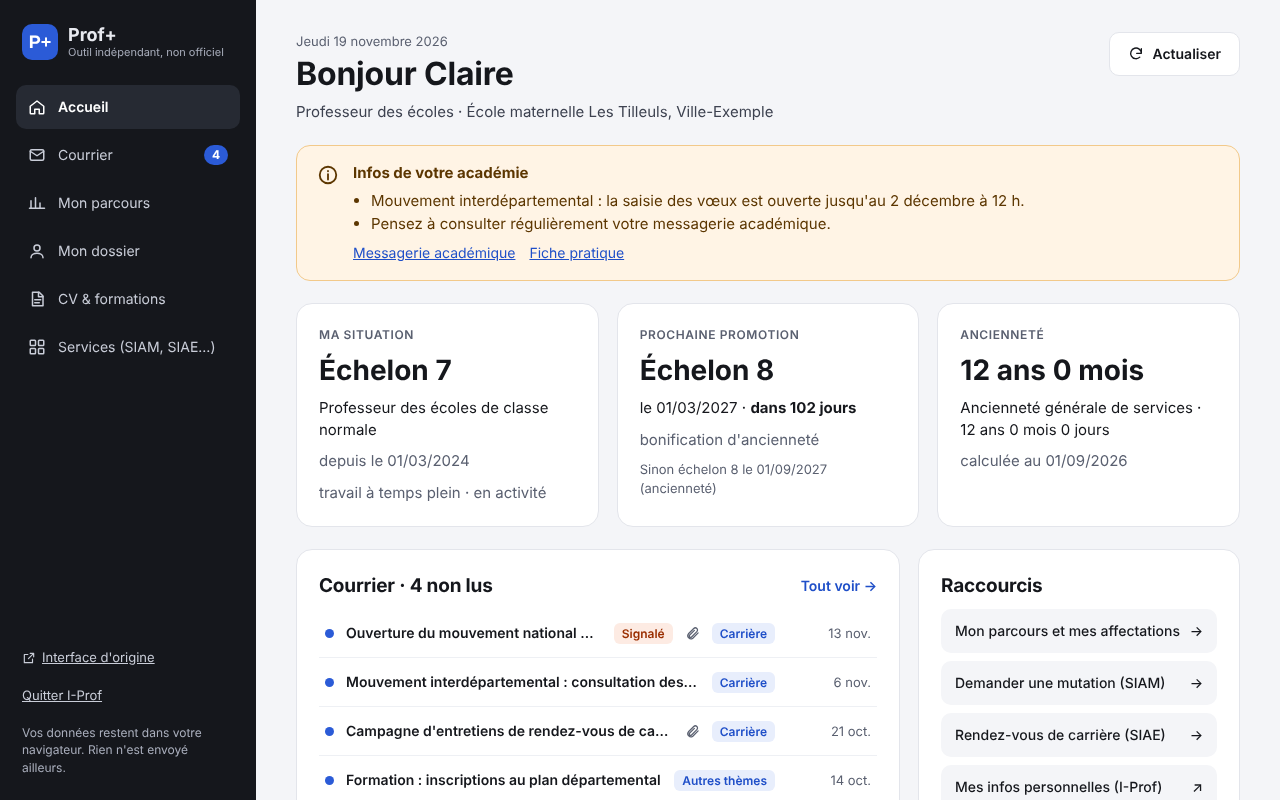 P+
Prof+
Outil indépendant, non officiel
Accueil
Courrier
4
Mon parcours
Mon dossier
CV & formations
Services (SIAM, SIAE...)
Interface d'origine
Quitter I-Prof
Vos données restent dans votre
navigateur. Rien n'est envoyé
ailleurs.
Jeudi 19 novembre 2026
Bonjour Claire
Professeur des écoles · École maternelle Les Tilleuls, Ville-Exemple
Actualiser
Infos de votre académie
• Mouvement interdépartemental : la saisie des vœux est ouverte jusqu'au 2 décembre à 12 h.
• Pensez à consulter régulièrement votre messagerie académique.
Messagerie académique Fiche pratique
MA SITUATION
Échelon 7
Professeur des écoles de classe
normale
depuis le 01/03/2024
travail à temps plein · en activité
PROCHAINE PROMOTION
Échelon 8
le 01/03/2027 · dans 102 jours
bonification d'ancienneté
Sinon échelon 8 le 01/09/2027
(ancienneté)
ANCIENNETÉ
12 ans 0 mois
Ancienneté générale de services ·
12 ans 0 mois 0 jours
calculée au 01/09/2026
Courrier · 4 non lus
Tout voir →
Ouverture du mouvement national ... Signalé Carrière 13 nov.
Mouvement interdépartemental : consultation des... Carrière 6 nov.
Campagne d'entretiens de rendez-vous de ca... Carrière 21 oct.
Formation : inscriptions au plan départemental Autres thèmes 14 oct.
Raccourcis
Mon parcours et mes affectations →
Demander une mutation (SIAM) →
Rendez-vous de carrière (SIAE) →
Mes infos personnelles (I-Prof) ↗